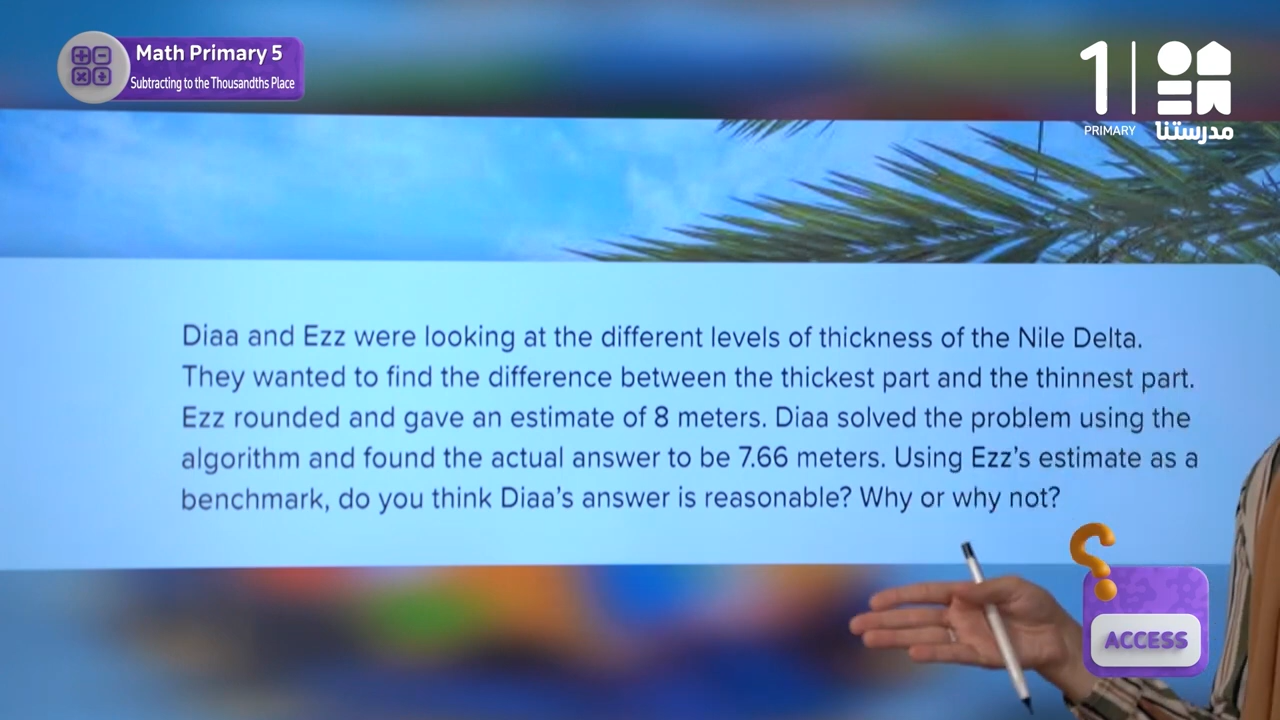 Math Primary 5
Subtracting to the Thousandths Place
1
PRIMARY
مدرستنا
Diaa and Ezz were looking at the different levels of thickness of the Nile Delta.
They wanted to find the difference between the thickest part and the thinnest part.
Ezz rounded and gave an estimate of 8 meters. Diaa solved the problem using the
algorithm and found the actual answer to be 7.66 meters. Using Ezz's estimate as a
benchmark, do you think Diaa's answer is reasonable? Why or why not?
?
ACCESS